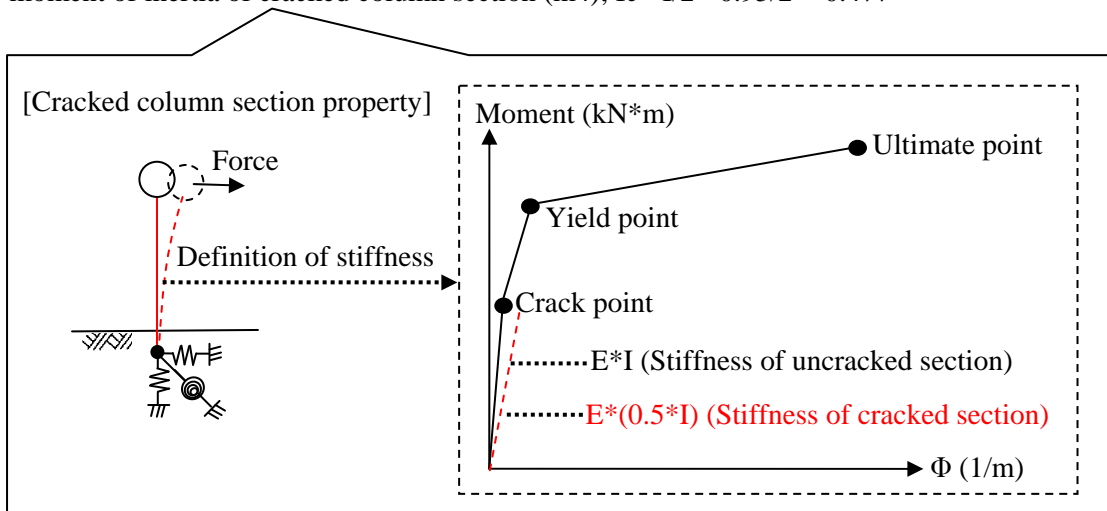 [Cracked column section property]
Force
Definition of stiffness
Moment (kN*m)
Ultimate point
Yield point
Crack point
E*I (Stiffness of uncracked section)
E*(0.5*I) (Stiffness of cracked section)
Φ (1/m)